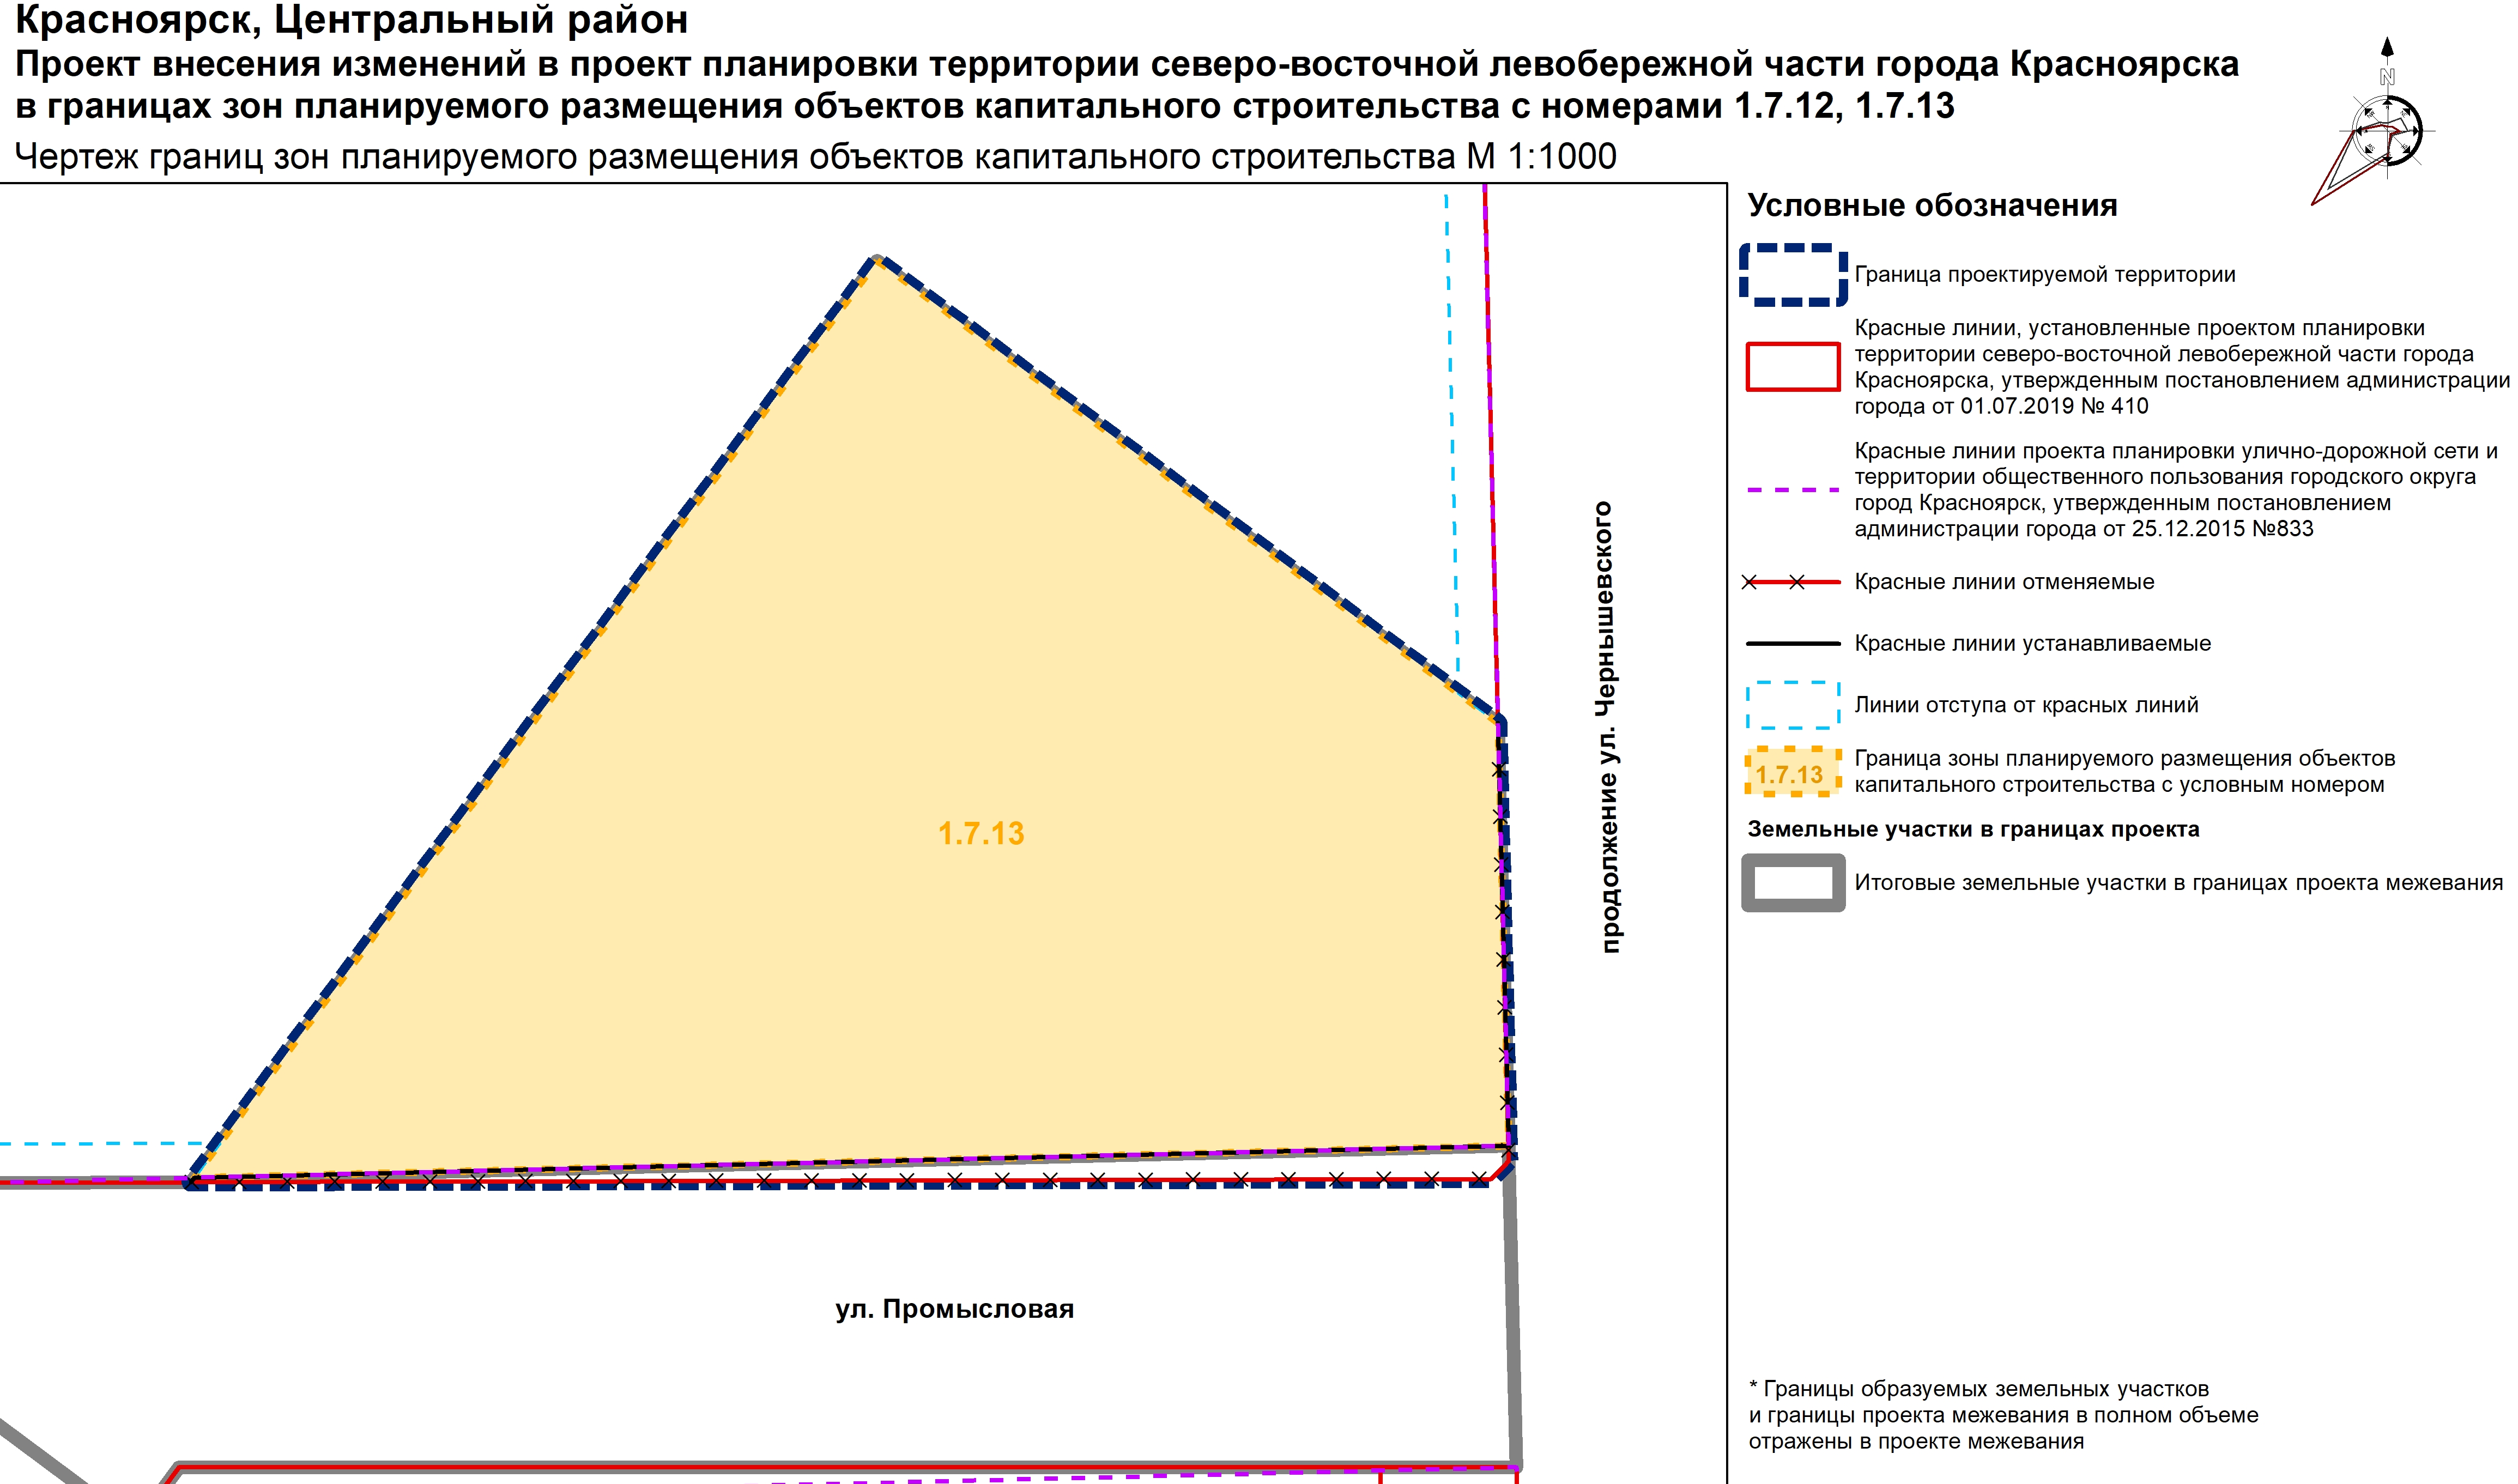 Красноярск, Центральный район
Проект внесения изменений в проект планировки территории северо-восточной левобережной части города Красноярска
в границах зон планируемого размещения объектов капитального строительства с номерами 1.7.12, 1.7.13
Чертеж границ зон планируемого размещения объектов капитального строительства М 1:1000
N
Условные обозначения
Граница проектируемой территории
Красные линии, установленные проектом планировки
территории северо-восточной левобережной части города
Красноярска, утвержденным постановлением администрации
города от 01.07.2019 № 410
Красные линии проекта планировки улично-дорожной сети и
территории общественного пользования городского округа
город Красноярск, утвержденным постановлением
администрации города от 25.12.2015 №833
Красные линии отменяемые
Красные линии устанавливаемые
Линии отступа от красных линий
1.7.13
Граница зоны планируемого размещения объектов
капитального строительства с условным номером
Земельные участки в границах проекта
Итоговые земельные участки в границах проекта межевания
1.7.13
продолжение ул. Чернышевского
ул. Промысловая
* Границы образуемых земельных участков
и границы проекта межевания в полном объеме
отражены в проекте межевания